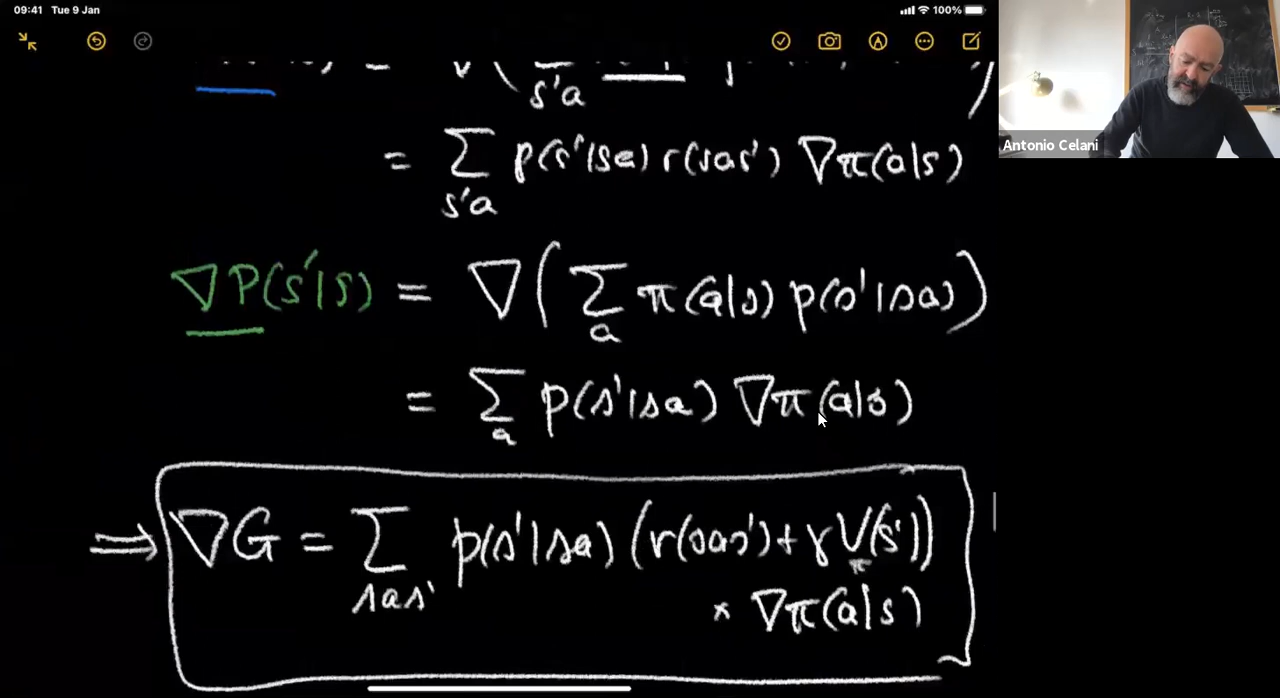 09:41 Tue 9 Jan
100%
Antonio Celani
s'a
= Σ p(s'|sa) r(sas') ∇π(a|s)
s'a
∇P(s'|s) = ∇(Σ π(a|s) p(s'|sa))
a
= Σ p(s'|sa) ∇π(a|s)
a
⇒ ∇G = Σ p(s'|sa) (r(sas') + γ V(s'))
π
sas'
× ∇π(a|s)